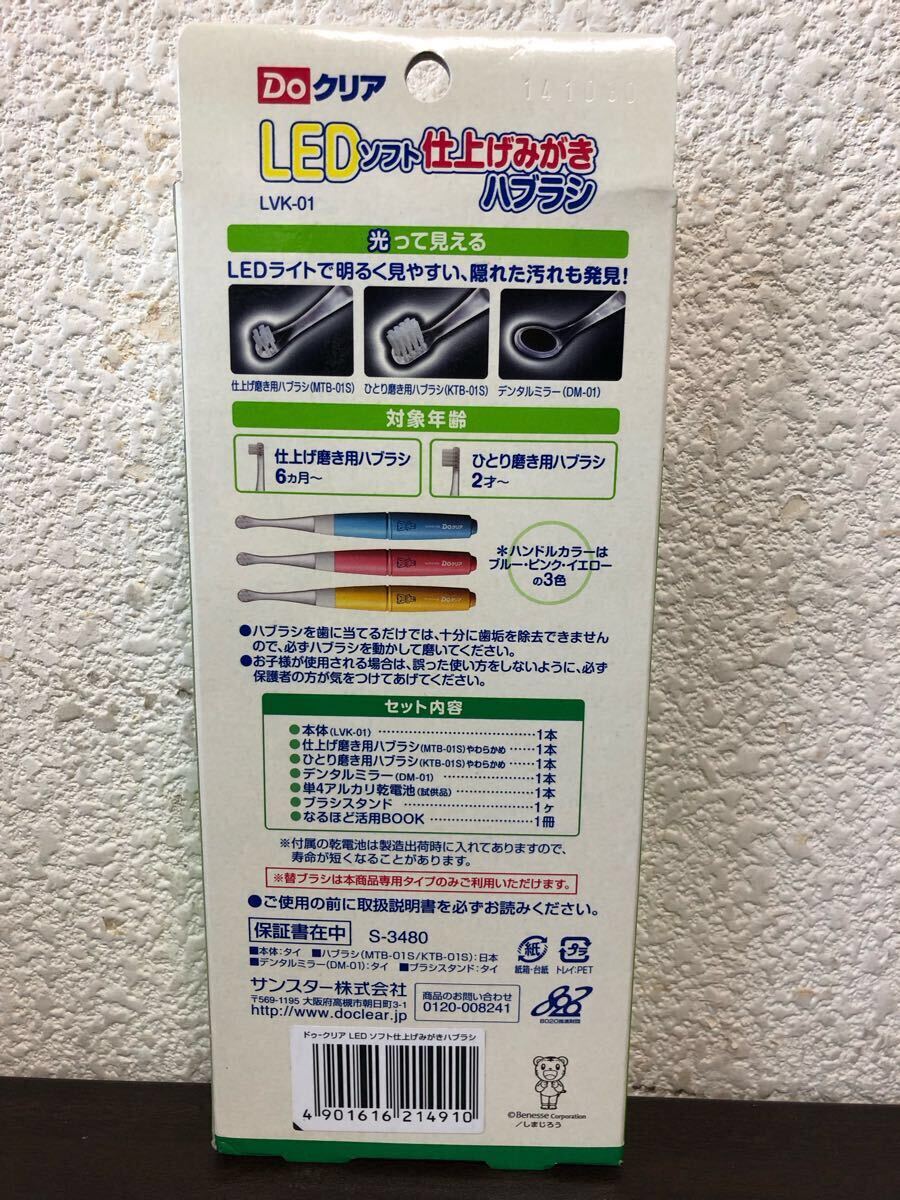 Do クリア
141030
LED ソフト 仕上げみがき
ハブラシ
LVK-01
光って見える
LEDライトで明るく見やすい、隠れた汚れも発見！
仕上げ磨き用ハブラシ(MTB-01S) ひとり磨き用ハブラシ(KTB-01S) デンタルミラー(DM-01)
対象年齢
仕上げ磨き用ハブラシ
6ヵ月〜
ひとり磨き用ハブラシ
2才〜
Doクリア
Doクリア
Doクリア
＊ハンドルカラーは
ブルー・ピンク・イエロー
の3色
●ハブラシを歯に当てるだけでは、十分に歯垢を除去できません
ので、必ずハブラシを動かして磨いてください。
●お子様が使用される場合は、誤った使い方をしないように、必ず
保護者の方が気をつけてあげてください。
セット内容
●本体(LVK-01)……………………1本
●仕上げ磨き用ハブラシ(MTB-01S)やわらかめ……1本
●ひとり磨き用ハブラシ(KTB-01S)やわらかめ……1本
●デンタルミラー(DM-01)……………1本
●単4アルカリ乾電池(試供品)……………1本
●ブラシスタンド……………………1ヶ
●なるほど活用BOOK………………1冊
※付属の乾電池は製造出荷時に入れてありますので、
寿命が短くなることがあります。
※替ブラシは本商品専用タイプのみご利用いただけます。
●ご使用の前に取扱説明書を必ずお読みください。
保証書在中 S-3480
■本体:タイ ■ハブラシ(MTB-01S/KTB-01S):日本
■デンタルミラー(DM-01):タイ ■ブラシスタンド:タイ
紙
紙箱・台紙
プラ
トレイ:PET
サンスター株式会社
〒569-1195 大阪府高槻市朝日町3-1
http://www.doclear.jp
商品のお問い合わせ
0120-008241
8020
8020推進財団
ドゥークリア LED ソフト仕上げみがきハブラシ
4 901616 214910
©Benesse Corporation
/しまじろう